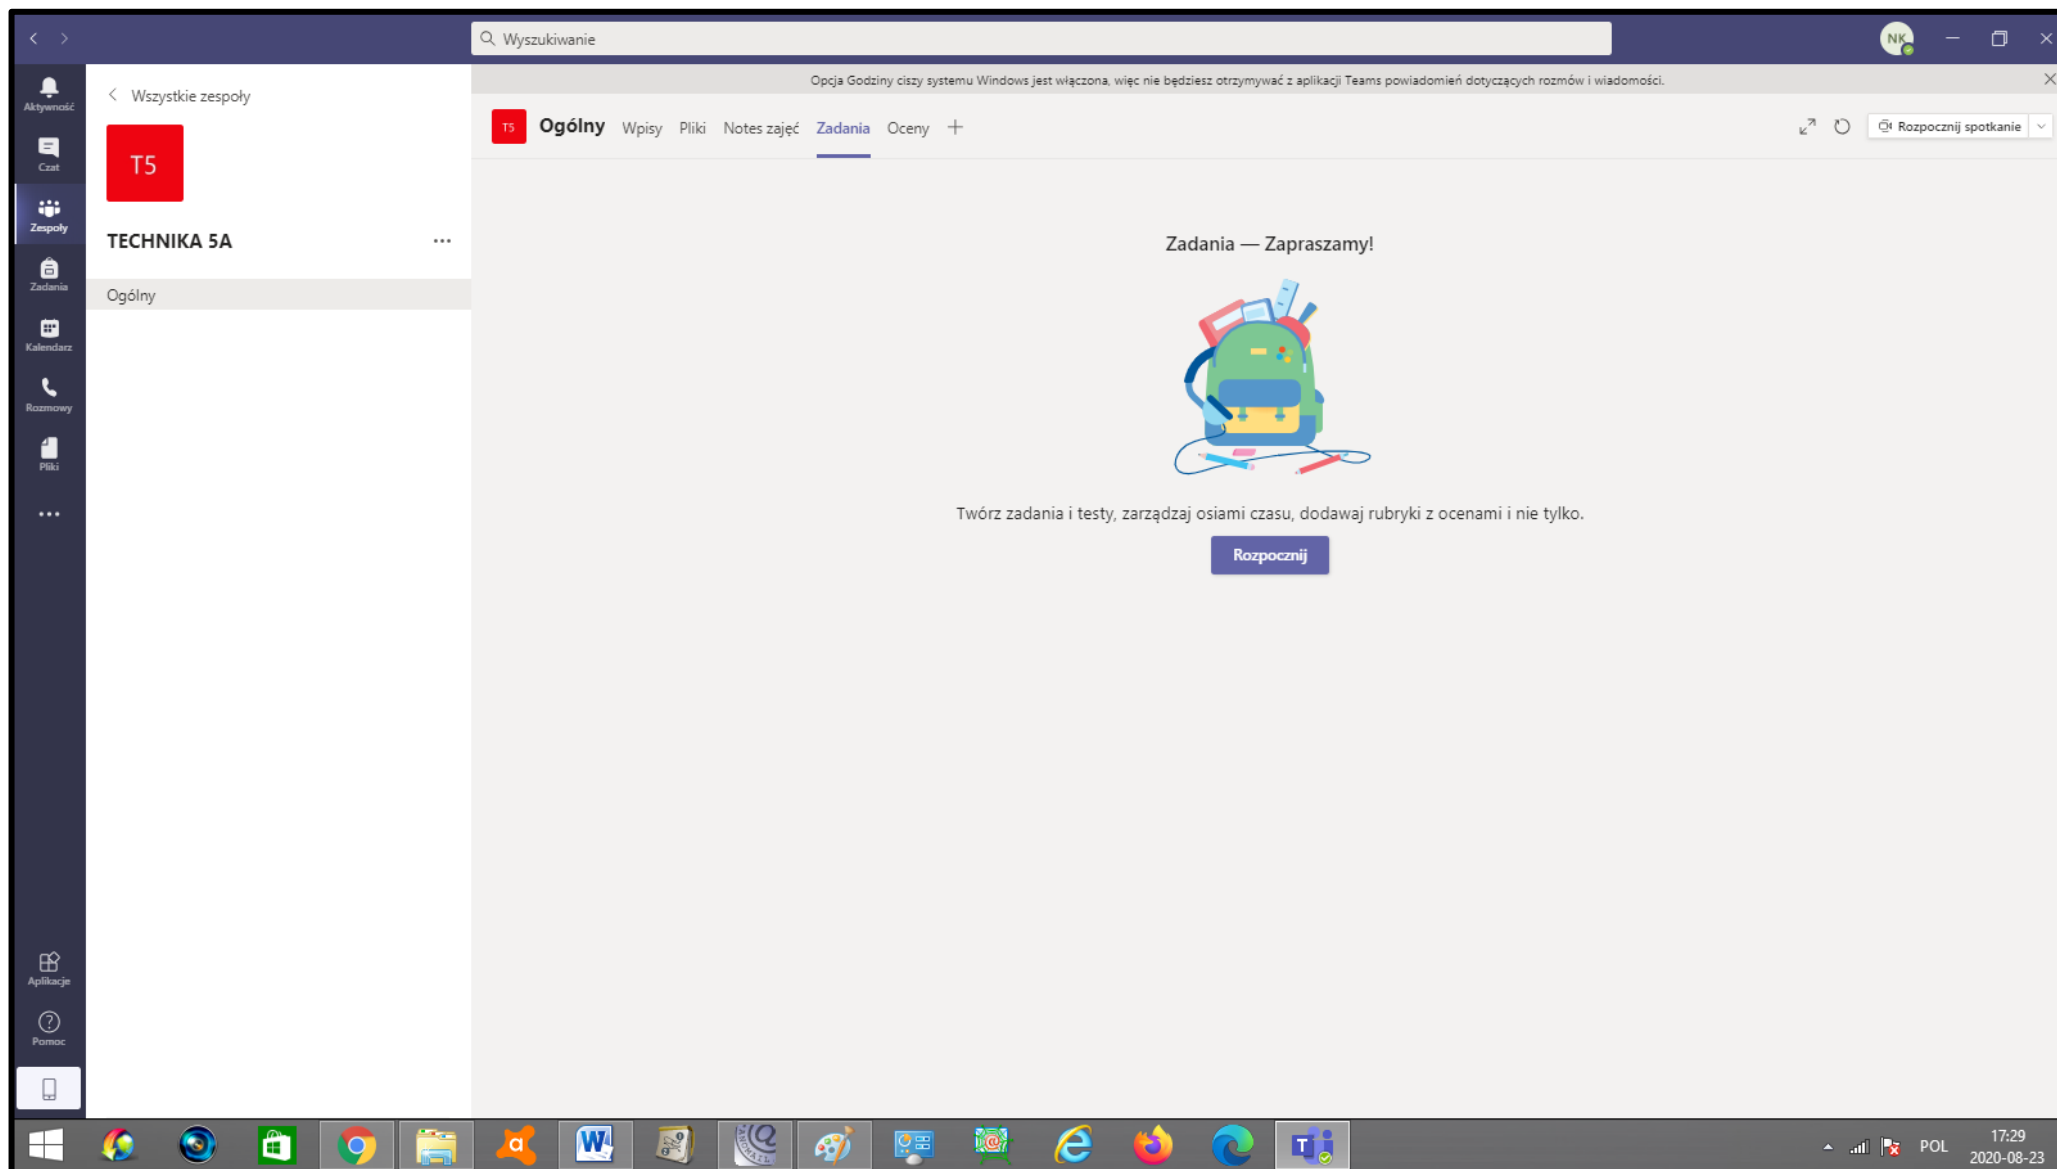 Wyszukiwanie
NK
Opcja Godziny ciszy systemu Windows jest włączona, więc nie będziesz otrzymywać z aplikacji Teams powiadomień dotyczących rozmów i wiadomości.
Aktywność
Czat
Zespoły
Zadania
Kalendarz
Rozmowy
Pliki
Aplikacje
Pomoc
Wszystkie zespoły
T5
TECHNIKA 5A
Ogólny
T5 Ogólny Wpisy Pliki Notes zajęć Zadania Oceny
Rozpocznij spotkanie
Zadania — Zapraszamy!
Twórz zadania i testy, zarządzaj osiami czasu, dodawaj rubryki z ocenami i nie tylko.
Rozpocznij
POL
17:29
2020-08-23